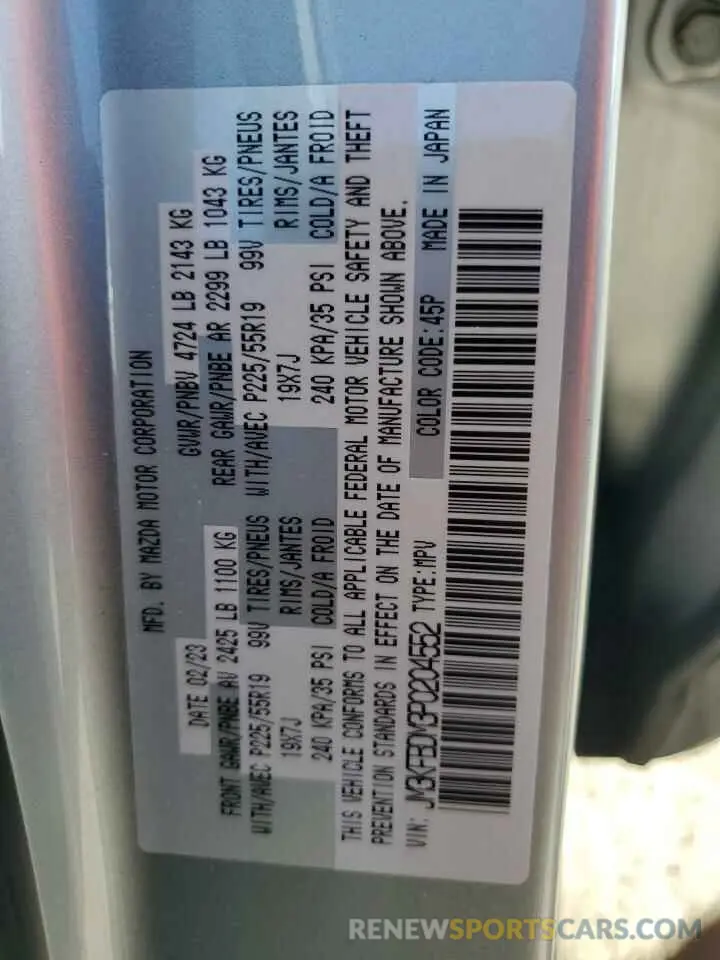 MFD. BY MAZDA MOTOR CORPORATION
DATE 02/23 GVWR/PNBV 4724 LB 2143 KG
FRONT GAWR/PNBE AV 2425 LB 1100 KG REAR GAWR/PNBE AR 2299 LB 1043 KG
WITH/AVEC P225/55R19 99V TIRES/PNEUS WITH/AVEC P225/55R19 99V TIRES/PNEUS
19X7J RIMS/JANTES 19X7J RIMS/JANTES
240 KPA/35 PSI COLD/A FROID 240 KPA/35 PSI COLD/A FROID
THIS VEHICLE CONFORMS TO ALL APPLICABLE FEDERAL MOTOR VEHICLE SAFETY AND THEFT
PREVENTION STANDARDS IN EFFECT ON THE DATE OF MANUFACTURE SHOWN ABOVE.
VIN: JM3KFBDM3P0204552 TYPE:MPV COLOR CODE:45P MADE IN JAPAN
RENEWSPORTSCARS.COM